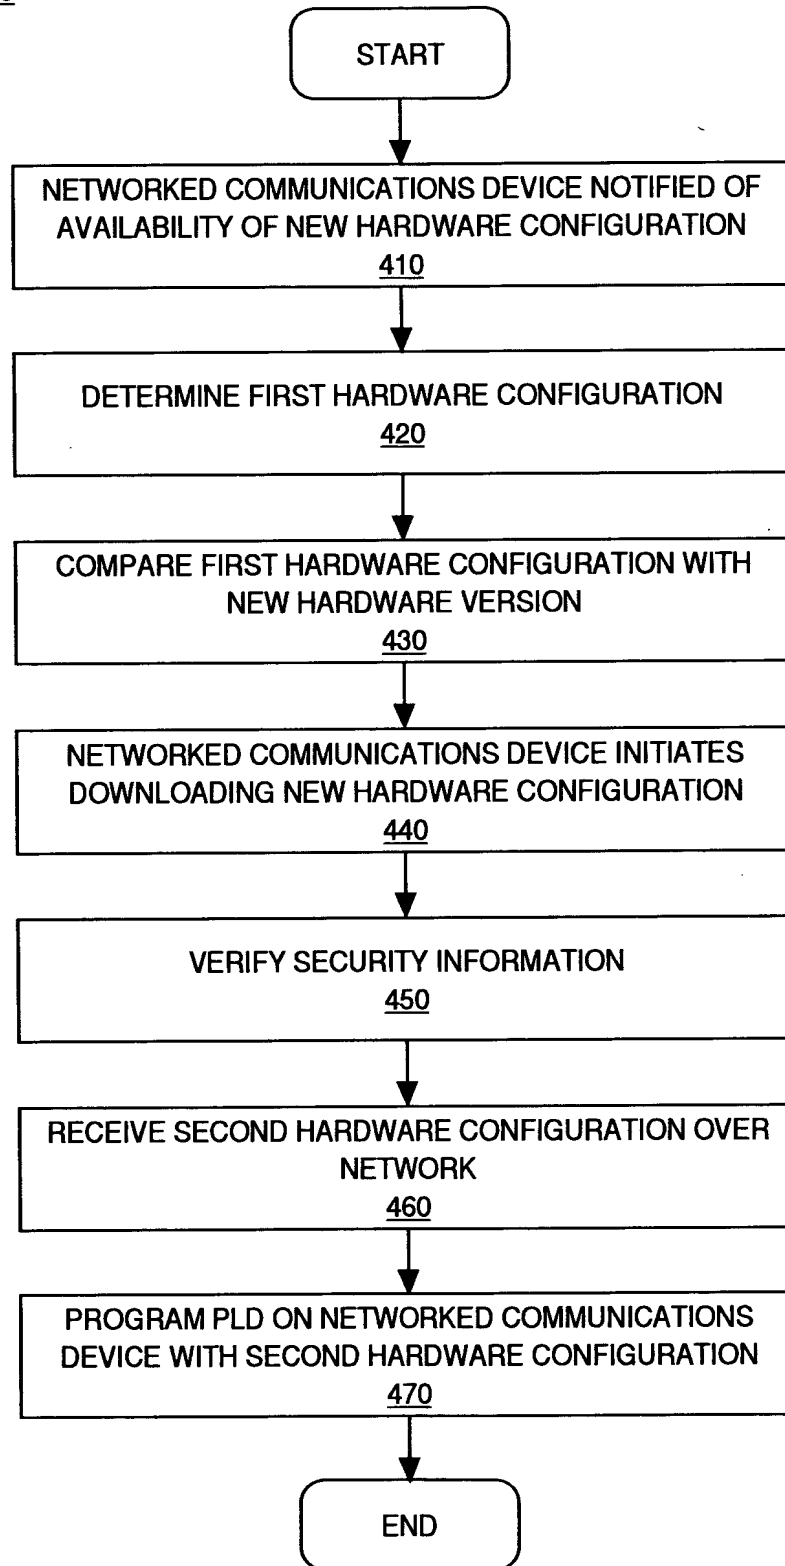 START
NETWORKED COMMUNICATIONS DEVICE NOTIFIED OF
AVAILABILITY OF NEW HARDWARE CONFIGURATION
410
DETERMINE FIRST HARDWARE CONFIGURATION
420
COMPARE FIRST HARDWARE CONFIGURATION WITH
NEW HARDWARE VERSION
430
NETWORKED COMMUNICATIONS DEVICE INITIATES
DOWNLOADING NEW HARDWARE CONFIGURATION
440
VERIFY SECURITY INFORMATION
450
RECEIVE SECOND HARDWARE CONFIGURATION OVER
NETWORK
460
PROGRAM PLD ON NETWORKED COMMUNICATIONS
DEVICE WITH SECOND HARDWARE CONFIGURATION
470
END